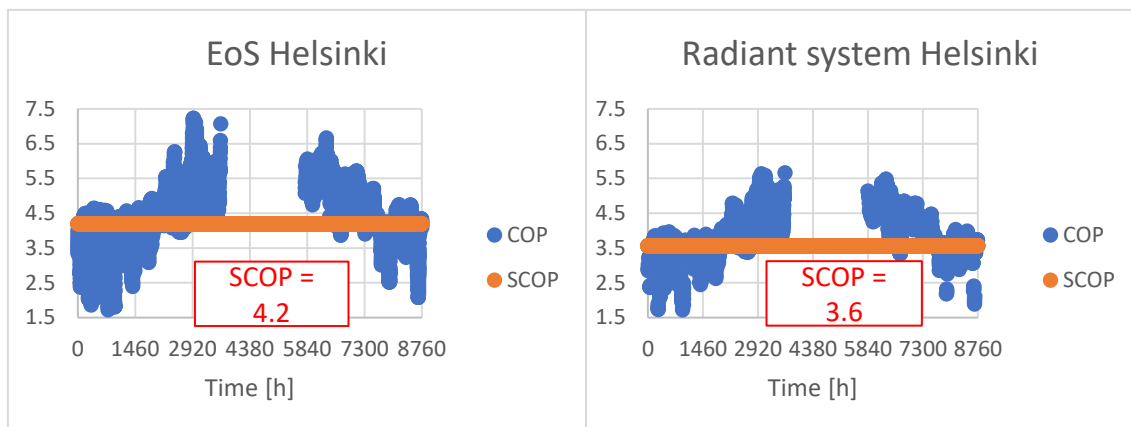 EoS Helsinki
7.5
6.5
5.5
4.5
3.5
2.5
1.5
0 1460 2920 4380 5840 7300 8760
Time [h]
COP
SCOP
SCOP =
4.2
Radiant system Helsinki
7.5
6.5
5.5
4.5
3.5
2.5
1.5
0 1460 2920 4380 5840 7300 8760
Time [h]
COP
SCOP
SCOP =
3.6